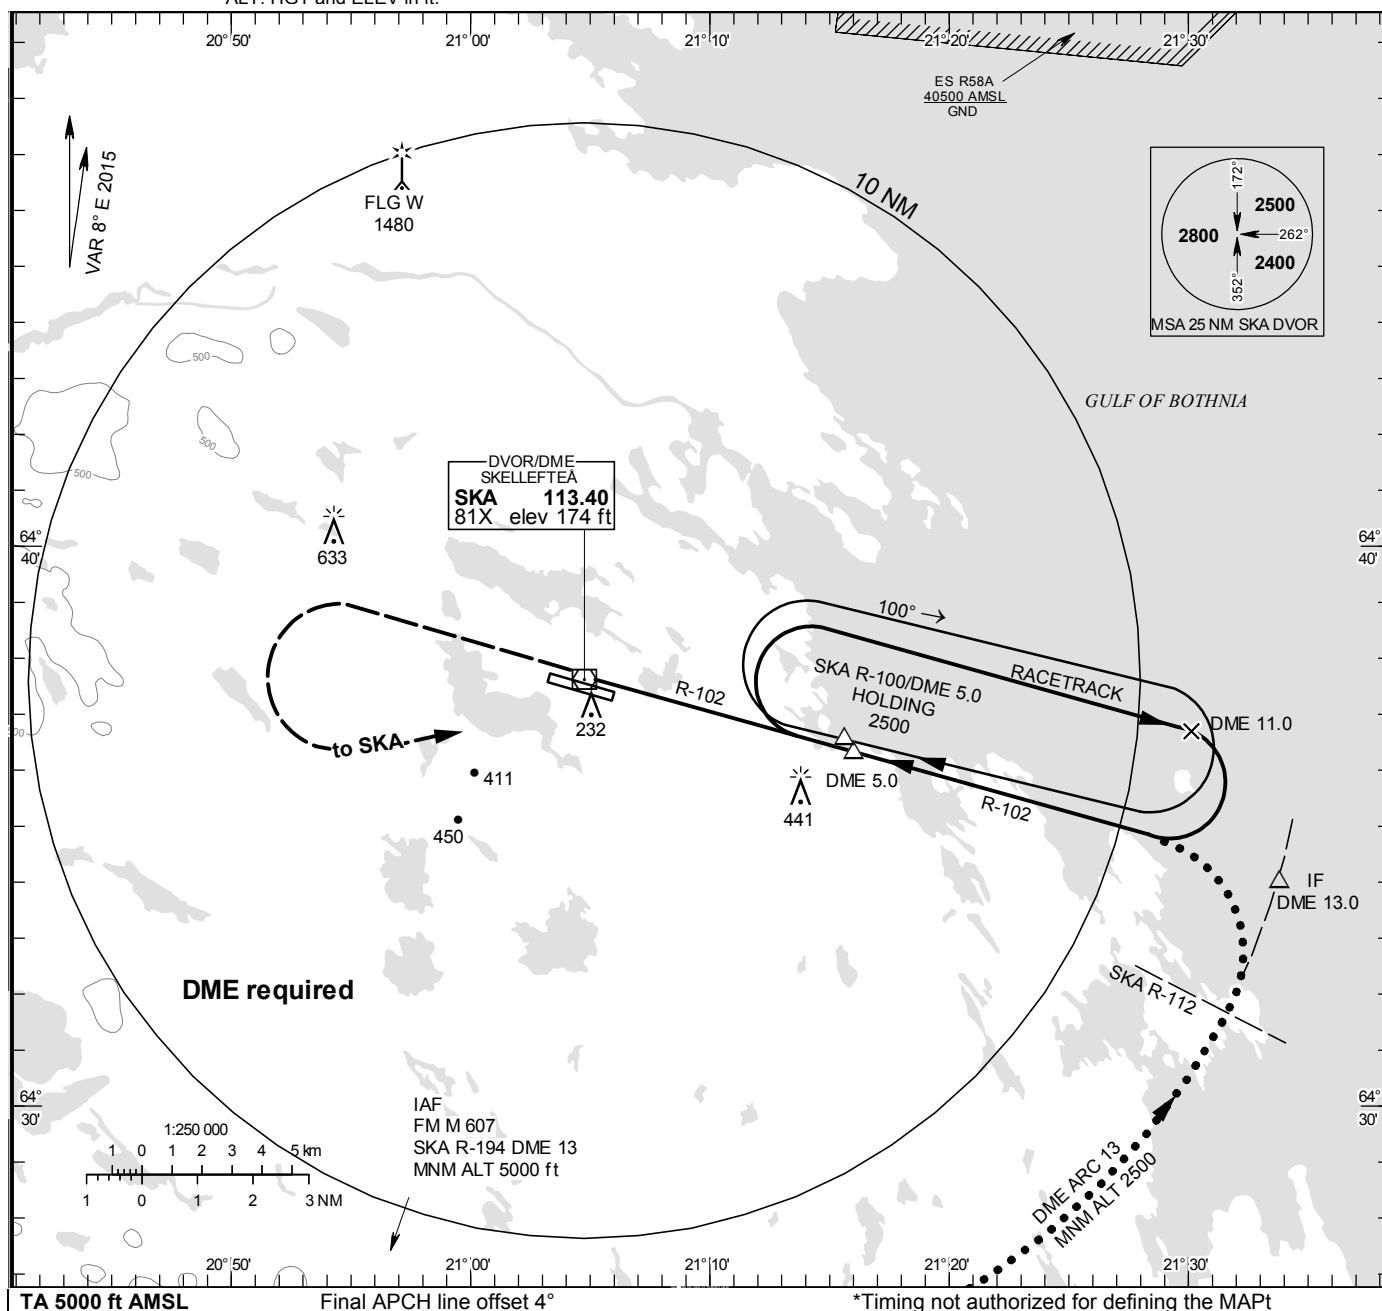 ALT. HGT and ELEV in ft.
20°50'
21°00'
21°10'
21°20'
21°30'
ES R58A
40500 AMSL
GND
VAR 8° E 2015
FLG W
1480
10 NM
172°
2500
2800
262°
2400
352°
MSA 25 NM SKA DVOR
500
500
500
GULF OF BOTHNIA
DVOR/DME
SKELLEFTEÅ
SKA 113.40
81X elev 174 ft
64°
40'
64°
40'
633
100° →
SKA R-100/DME 5.0
HOLDING
2500
RACETRACK
R-102
DME 11.0
232
to SKA
411
450
DME 5.0
441
R-102
IF
DME 13.0
SKA R-112
DME required
64°
30'
64°
30'
IAF
FM M 607
SKA R-194 DME 13
MNM ALT 5000 ft
1:250 000
1 0 1 2 3 4 5 km
1 0 1 2 3 NM
DME ARC 13
MNM ALT 2500
20°50'
21°00'
21°10'
21°20'
21°30'
TA 5000 ft AMSL
Final APCH line offset 4°
*Timing not authorized for defining the MAPt